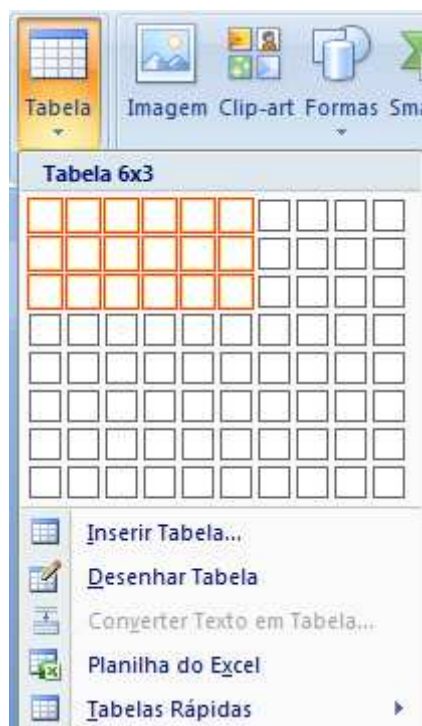 Tabela Imagem Clip-art Formas
Tabela 6x3
Inserir Tabela...
Desenhar Tabela
Converter Texto em Tabela...
Planilha do Excel
Tabelas Rápidas